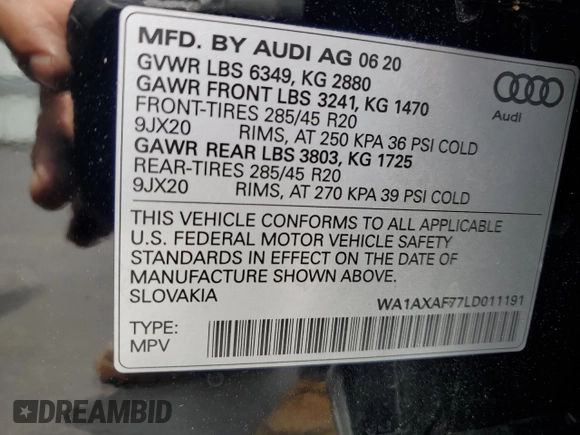 MFD. BY AUDI AG 06 20
GVWR LBS 6349, KG 2880
GAWR FRONT LBS 3241, KG 1470
FRONT-TIRES 285/45 R20
9JX20 RIMS, AT 250 KPA 36 PSI COLD
GAWR REAR LBS 3803, KG 1725
REAR-TIRES 285/45 R20
9JX20 RIMS, AT 270 KPA 39 PSI COLD
Audi
THIS VEHICLE CONFORMS TO ALL APPLICABLE
U.S. FEDERAL MOTOR VEHICLE SAFETY
STANDARDS IN EFFECT ON THE DATE OF
MANUFACTURE SHOWN ABOVE.
SLOVAKIA
WA1AXAF77LD011191
TYPE:
MPV
DREAMBID